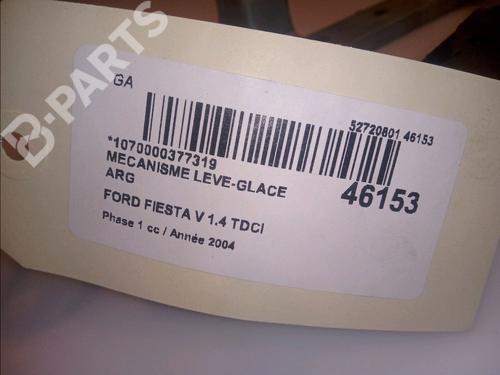 B-PARTS
GA
52720801 46153
*1070000377319
MECANISME LEVE-GLACE
46153
ARG
FORD FIESTA V 1.4 TDCI
Phase 1 cc / Année 2004